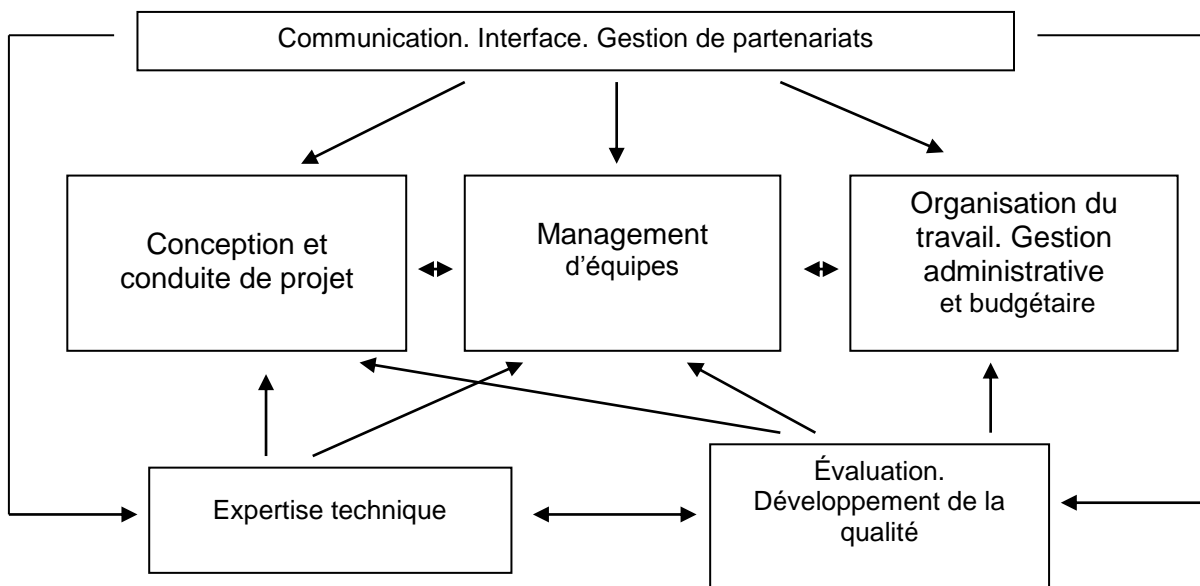 Communication. Interface. Gestion de partenariats
Conception et
conduite de projet
Management
d’équipes
Organisation du
travail. Gestion
administrative
et budgétaire
Expertise technique
Évaluation.
Développement de la
qualité